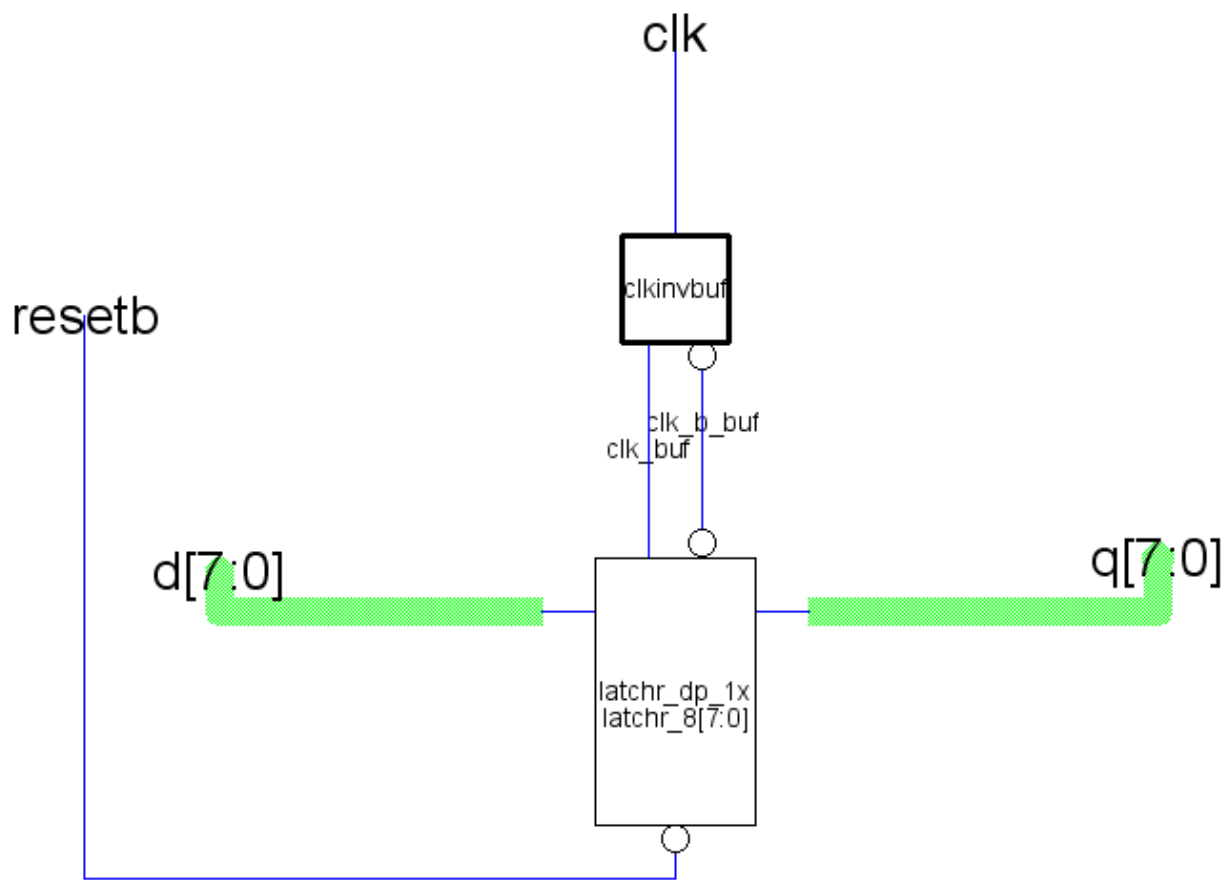 clk
clkinvbuf
resetb
clk_b_buf
clk_buf
d[7:0]
q[7:0]
latchr_dp_1x
latchr_8[7:0]